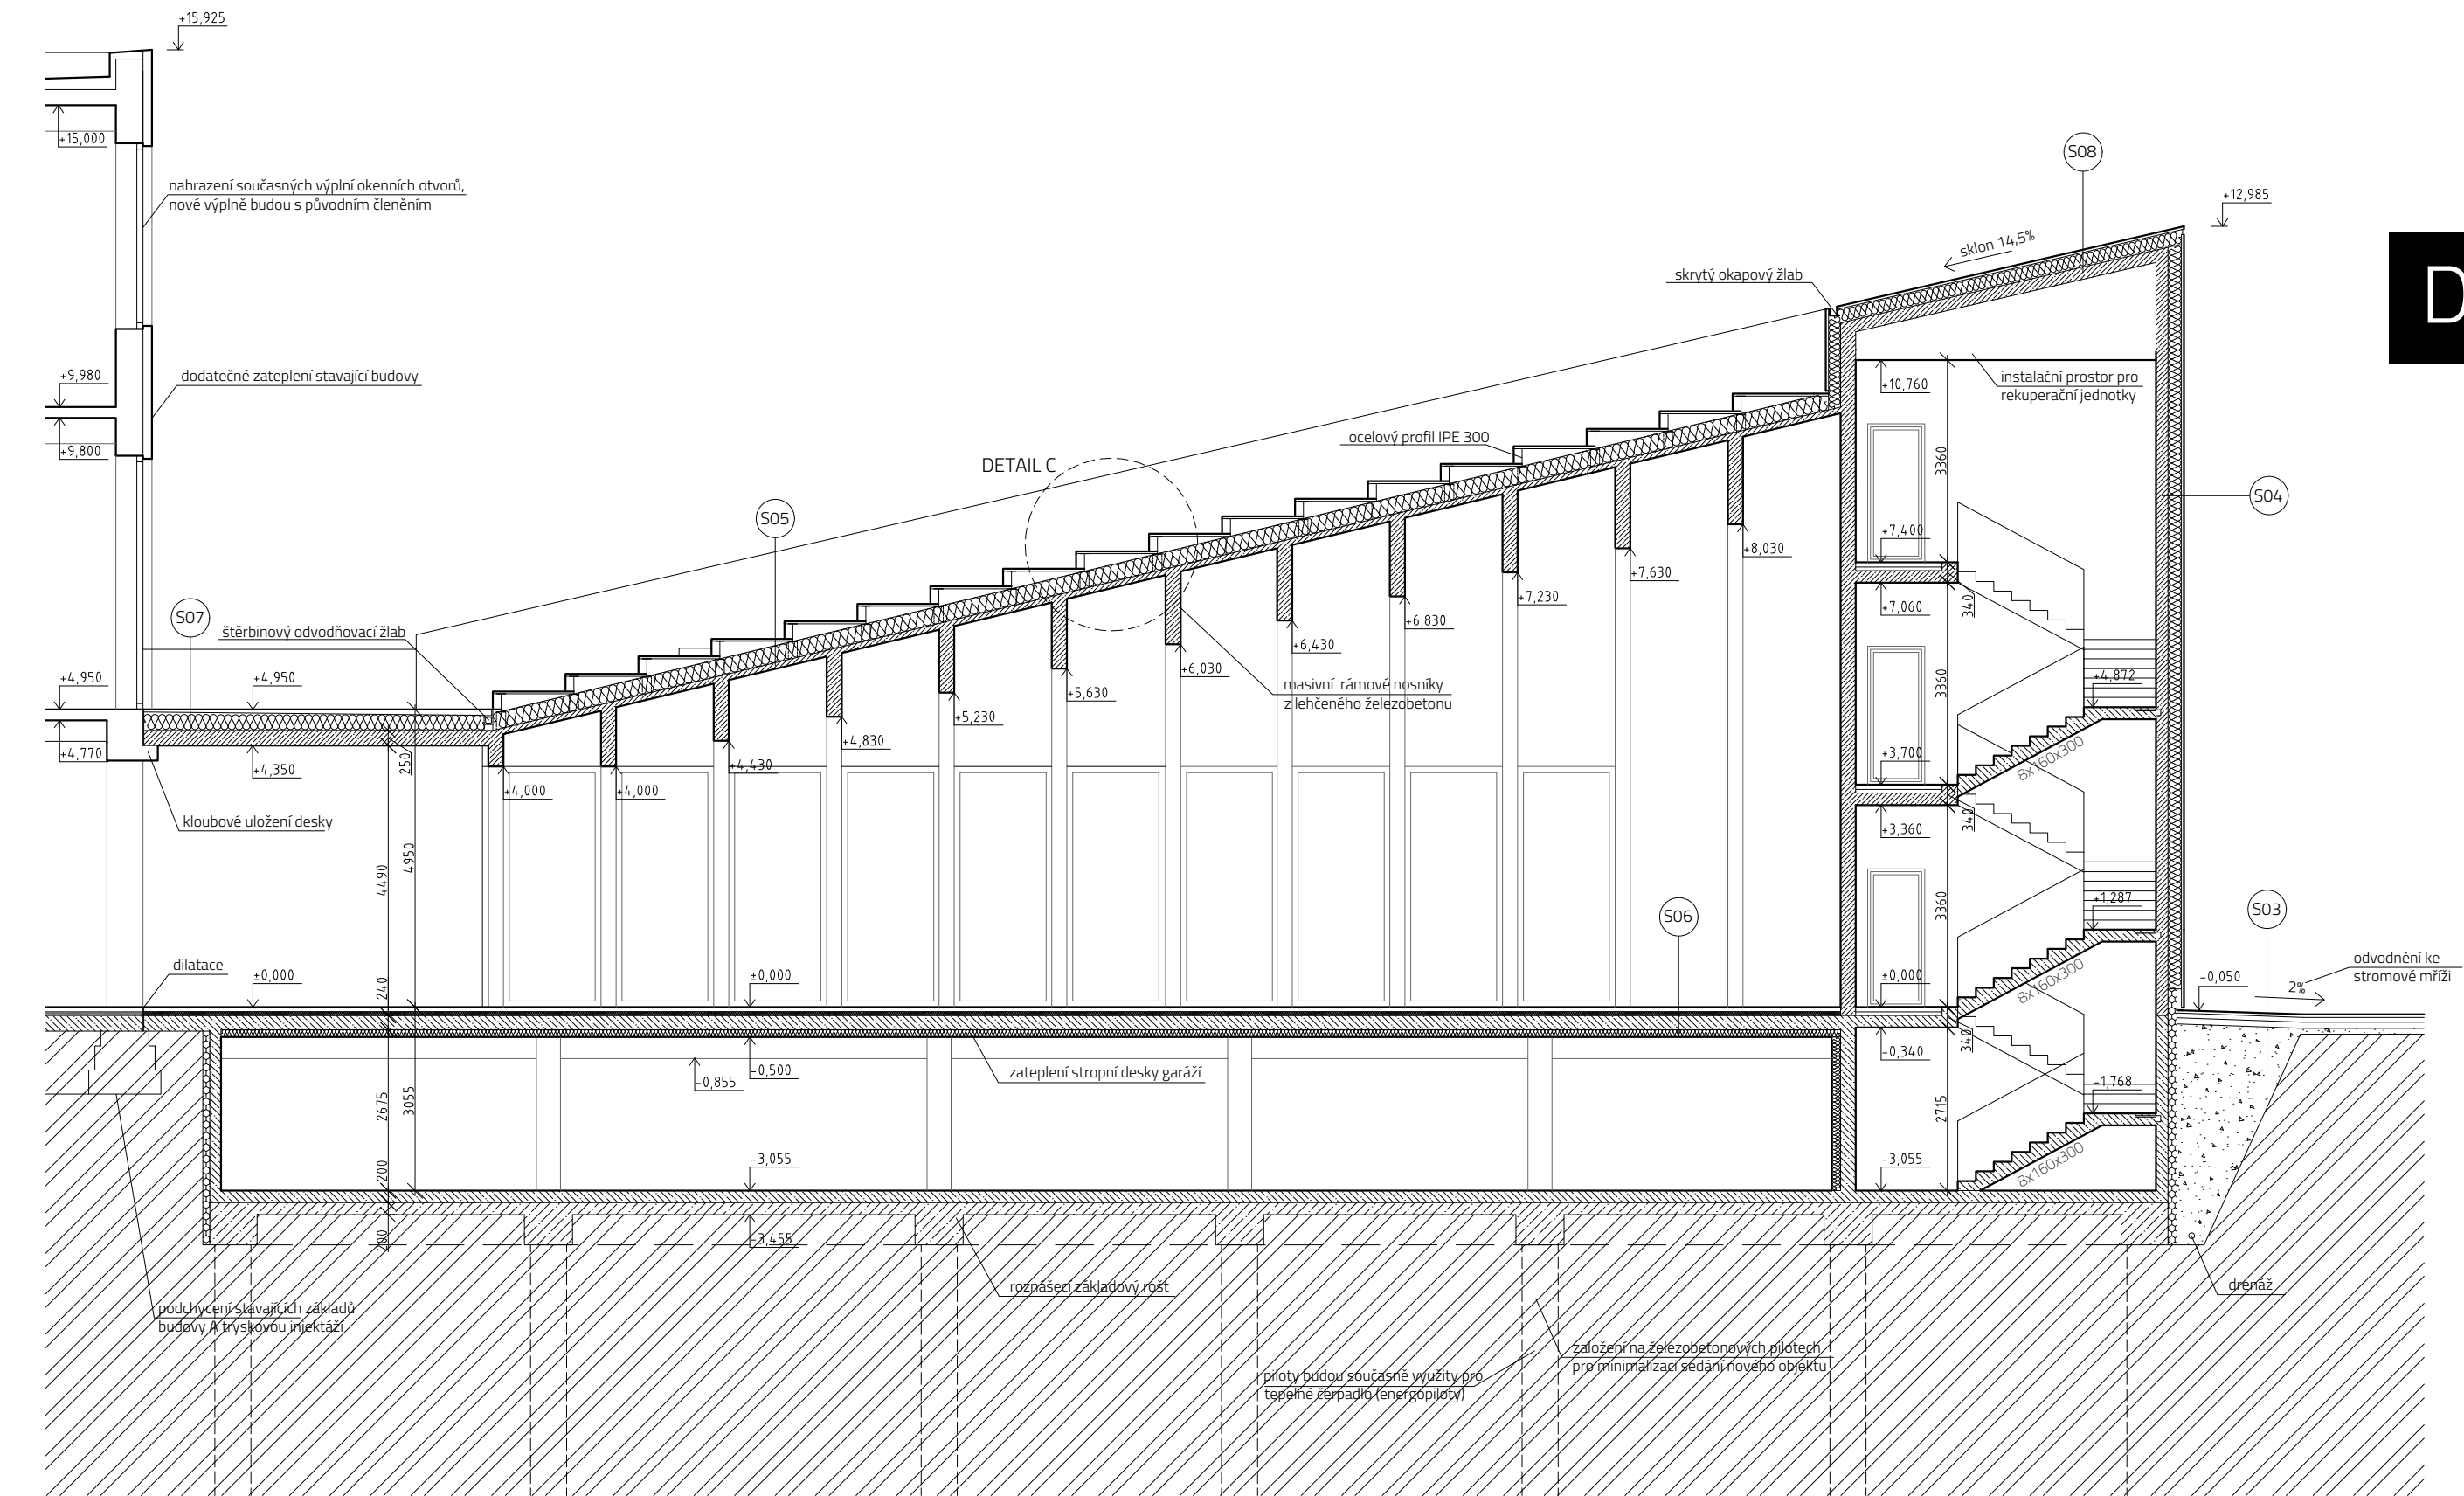 +15,925
+15,000
nahrazení současných výplní okenních otvorů,
nové výplně budou s původním členěním
S08
+12,985
sklon 14,5%
D
skrytý okapový žlab
+9,980
dodatečné zateplení stavající budovy
+10,760
instalační prostor pro
rekuperační jednotky
+9,800
ocelový profil IPE 300
DETAIL C
3360
S04
S05
+7,400
+8,030
+7,630
+7,230
+7,060
340
+6,830
+6,430
+6,030
+5,630
+5,230
+4,830
+4,430
+4,000
+4,000
S07
štěrbinový odvodňovací žlab
masivní  rámové nosníky
z lehčeného železobetonu
3360
+4,872
+4,950
+4,950
+4,770
+4,350
250
+3,700
8x160x300
kloubové uložení desky
340
+3,360
4490
4950
3360
+1,287
S06
S03
dilatace
±0,000
240
±0,000
±0,000
8x160x300
-0,050
2%
odvodnění ke
stromové mříži
-0,340
340
-0,855
-0,500
zateplení stropní desky garáží
-1,768
2675
3055
2715
200
-3,055
-3,055
8x160x300
200
-3,455
roznášecí základový rošt
drenáž
podchycení stavajících základů
budovy A tryskovou injektáží
založení na železobetonových pilotech
pro minimalizaci sedání nového objektu
piloty budou současně využity pro
tepelné čerpadlo (energopiloty)